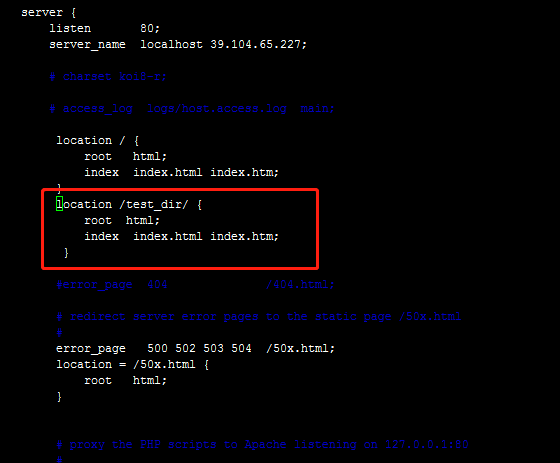 server {
listen 80;
server_name localhost 39.104.65.227;
# charset koi8-r;
# access_log logs/host.access.log main;
location / {
root html;
index index.html index.htm;
}
location /test_dir/ {
root html;
index index.html index.htm;
}
#error_page 404 /404.html;
# redirect server error pages to the static page /50x.html
#
error_page 500 502 503 504 /50x.html;
location = /50x.html {
root html;
}
# proxy the PHP scripts to Apache listening on 127.0.0.1:80
#